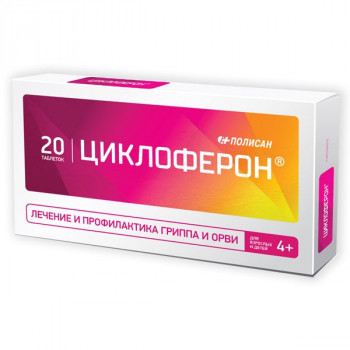 ПОЛИСАН
20 ТАБЛЕТОК
ЦИКЛОФЕРОН®
ЛЕЧЕНИЕ И ПРОФИЛАКТИКА ГРИППА И ОРВИ
ДЛЯ ВЗРОСЛЫХ И ДЕТЕЙ 4+
ЦИКЛОФЕРОН®